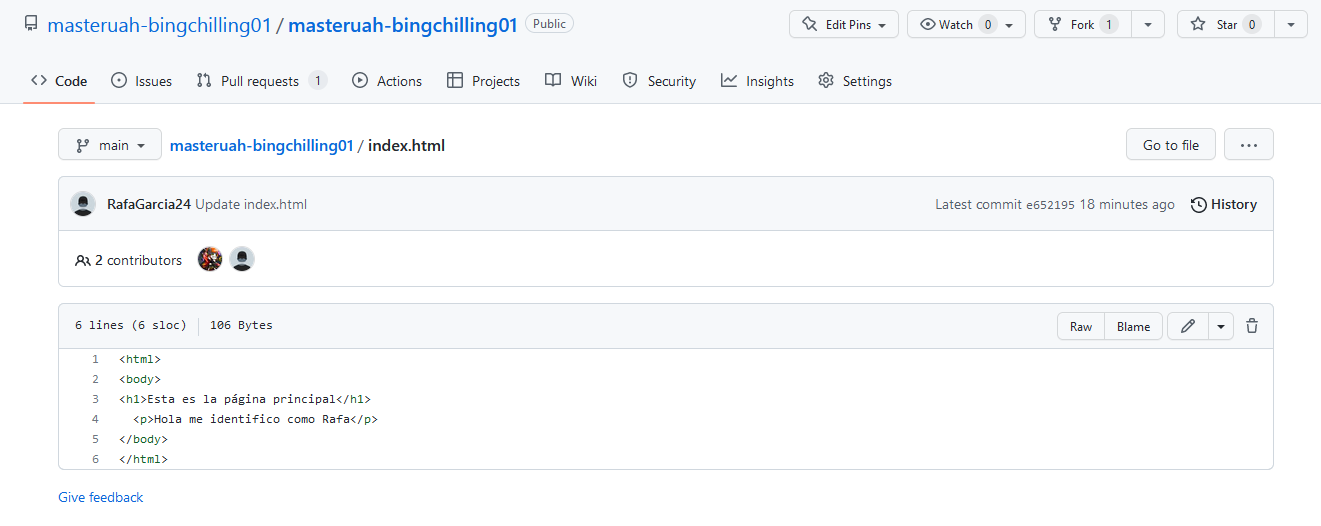 masteruah-bingchilling01 / masteruah-bingchilling01 Public Edit Pins Watch 0 Fork 1 Star 0
Code Issues Pull requests 1 Actions Projects Wiki Security Insights Settings
main masteruah-bingchilling01 / index.html Go to file ...
RafaGarcia24 Update index.html Latest commit e652195 18 minutes ago History
2 contributors
6 lines (6 sloc) 106 Bytes Raw Blame
1 <html>
2 <body>
3 <h1>Esta es la página principal</h1>
4   <p>Hola me identifico como Rafa</p>
5 </body>
6 </html>
Give feedback